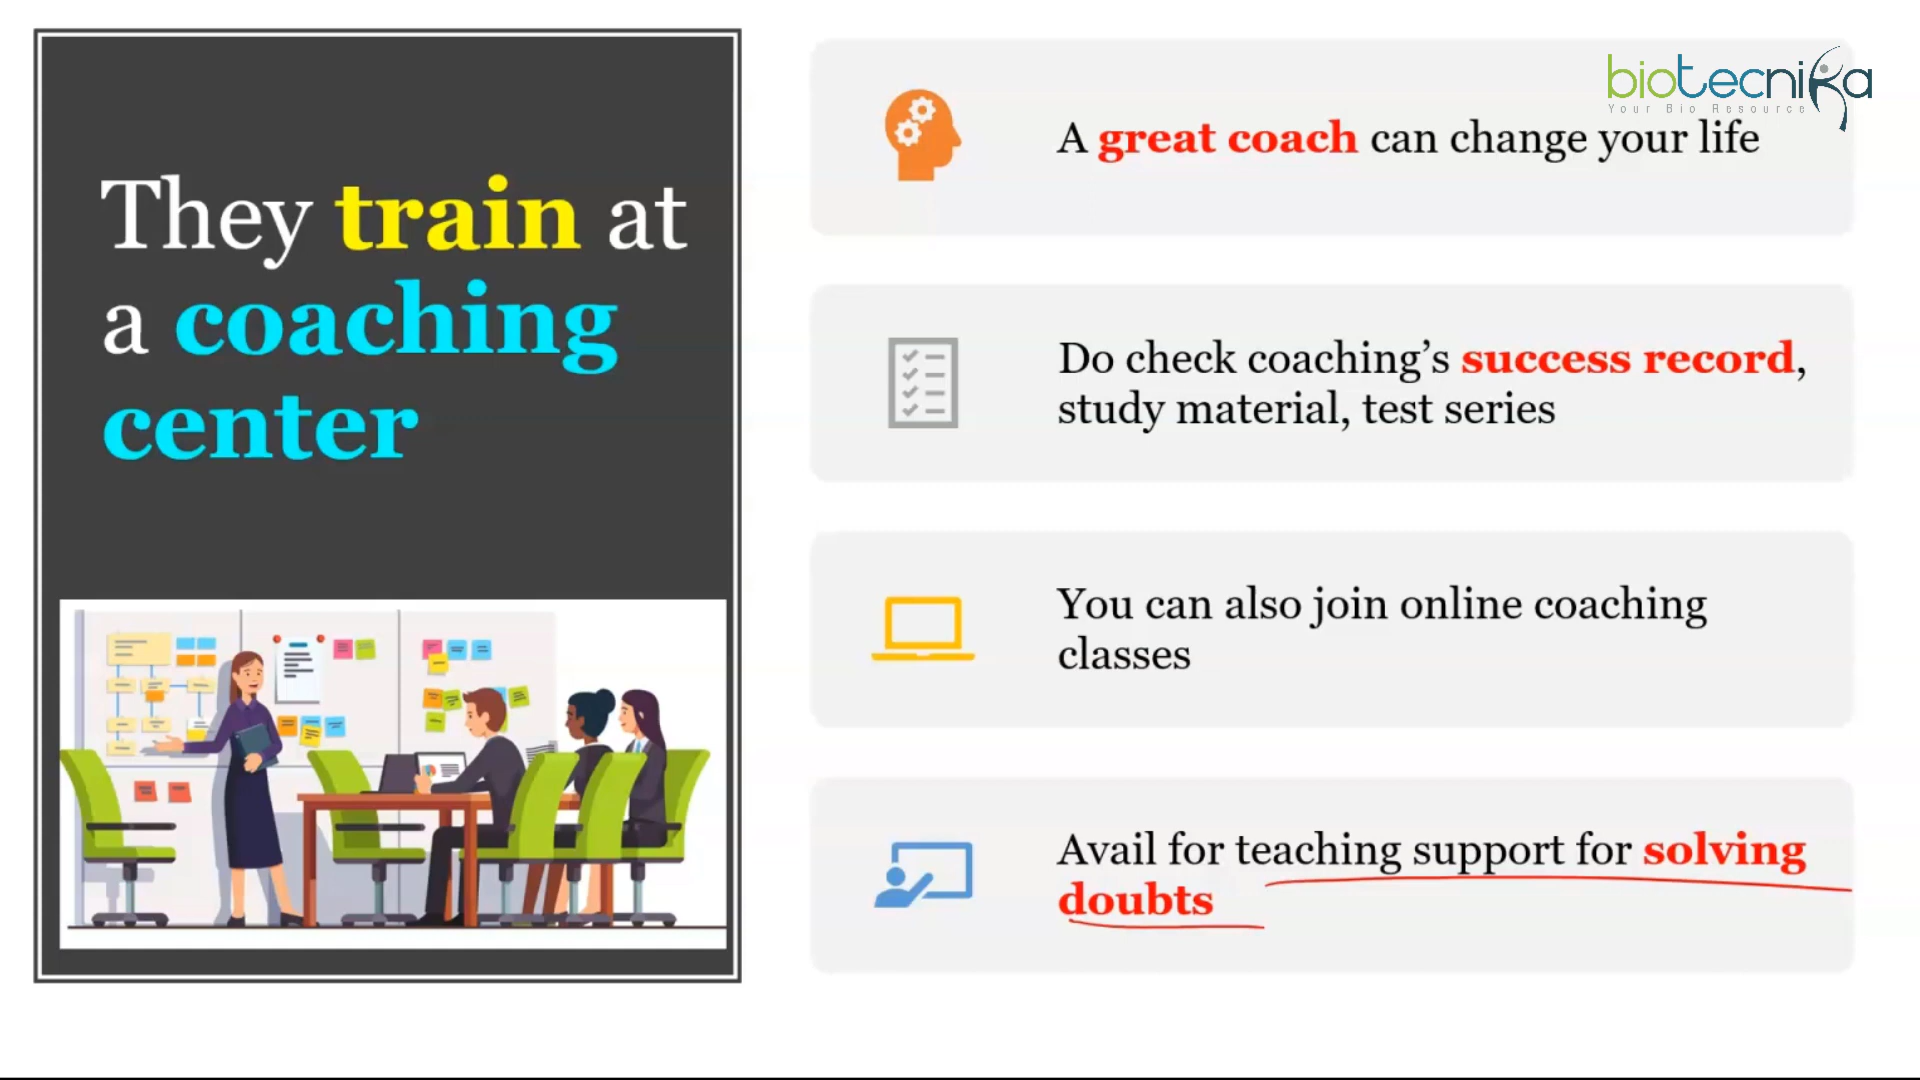 They train at
a coaching
center
biotecnika
Your Bio Resource
A great coach can change your life
Do check coaching’s success record,
study material, test series
You can also join online coaching
classes
Avail for teaching support for solving
doubts